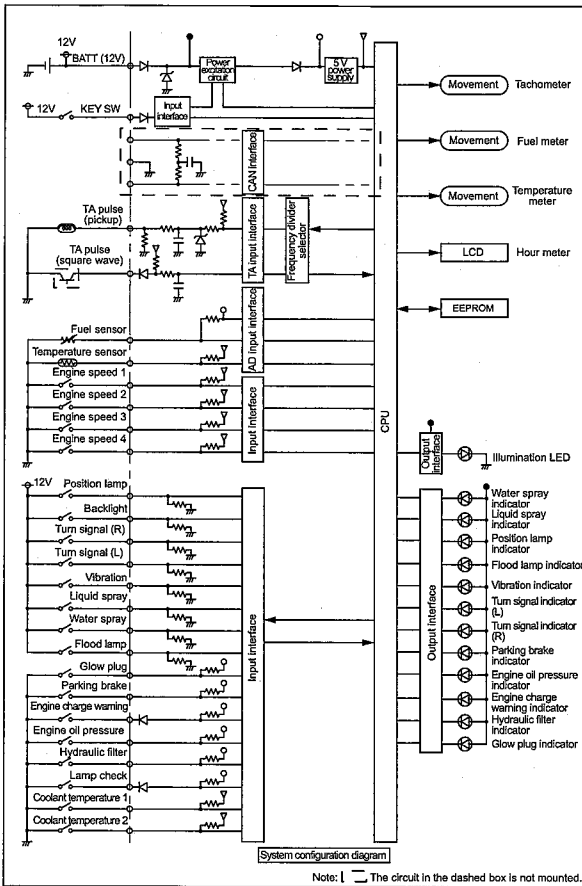 12V
BATT (12V)
Power
excitation
circuit
5 V
power
supply
12V
KEY SW
Input
interface
CAN interface
TA pulse
(pickup)
TA pulse
(square wave)
TA input interface
Frequency divider
selector
Fuel sensor
Temperature sensor
AD input interface
Engine speed 1
Engine speed 2
Engine speed 3
Engine speed 4
Input Interface
12V
Position lamp
Backlight
Turn signal (R)
Turn signal (L)
Vibration
Liquid spray
Water spray
Flood lamp
Glow plug
Parking brake
Engine charge warning
Engine oil pressure
Hydraulic filter
Lamp check
Coolant temperature 1
Coolant temperature 2
Input interface
CPU
Movement Tachometer
Movement Fuel meter
Movement Temperature
meter
LCD Hour meter
EEPROM
Output
interface
Illumination LED
Output interface
Water spray
indicator
Liquid spray
indicator
Position lamp
indicator
Flood lamp indicator
Vibration indicator
Turn signal indicator
(L)
Turn signal indicator
(R)
Parking brake
indicator
Engine oil pressure
indicator
Engine charge
warning indicator
Hydraulic filter
indicator
Glow plug indicator
System configuration diagram
Note: The circuit in the dashed box is not mounted.